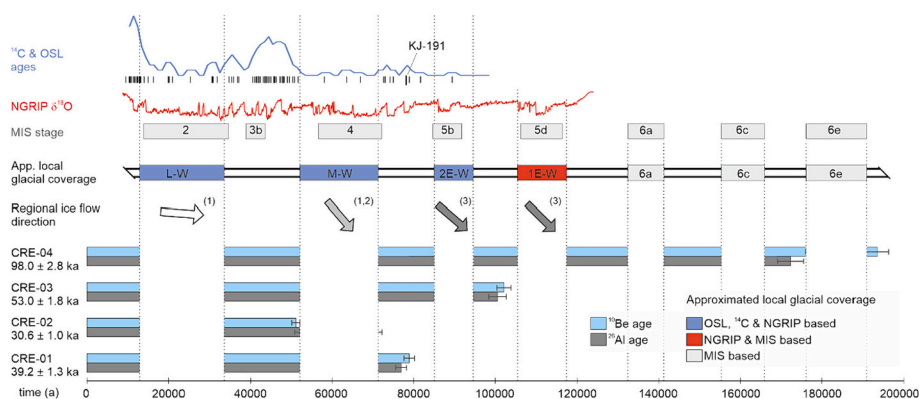 ¹⁴C & OSL
ages
KJ-191
NGRIP δ¹⁸O
MIS stage
2 3b 4 5b 5d 6a 6c 6e
App. local
glacial coverage
L-W M-W 2E-W 1E-W 6a 6c 6e
Regional ice flow
direction
(1) (1,2) (3) (3)
CRE-04
98.0 ± 2.8 ka
CRE-03
53.0 ± 1.8 ka
CRE-02
30.6 ± 1.0 ka
CRE-01
39.2 ± 1.3 ka
¹⁰Be age
²⁶Al age
Approximated local glacial coverage
OSL, ¹⁴C & NGRIP based
NGRIP & MIS based
MIS based
time (a) 0 20000 40000 60000 80000 100000 120000 140000 160000 180000 200000